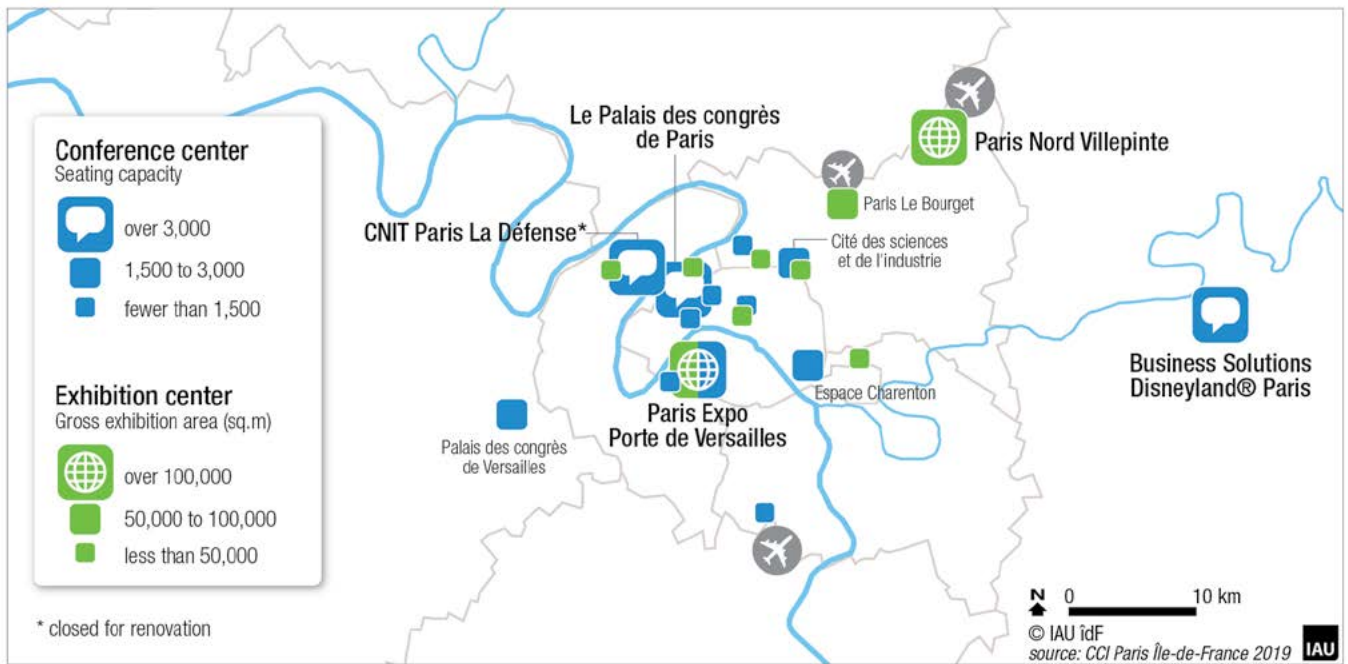 Conference center
Seating capacity
over 3,000
1,500 to 3,000
fewer than 1,500
Exhibition center
Gross exhibition area (sq.m)
over 100,000
50,000 to 100,000
less than 50,000
* closed for renovation
Le Palais des congrès
de Paris
CNIT Paris La Défense*
Paris Nord Villepinte
Paris Le Bourget
Cité des sciences
et de l'industrie
Business Solutions
Disneyland® Paris
Espace Charenton
Paris Expo
Porte de Versailles
Palais des congrès
de Versailles
N 0 10 km
© IAU îdF
source: CCI Paris Île-de-France 2019
IAU